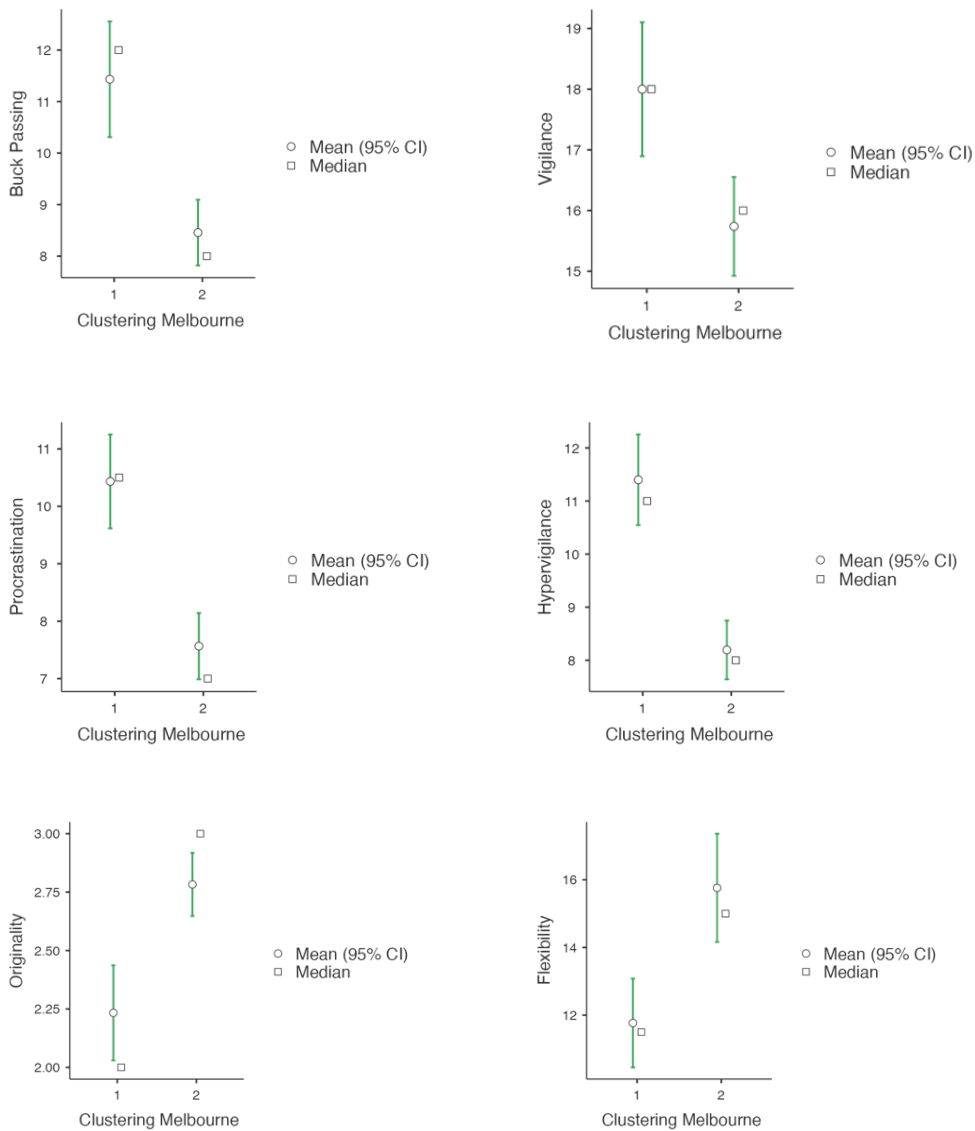 Buck Passing
12
11
10
9
8
1 2
Clustering Melbourne
Mean (95% CI)
Median
Vigilance
19
18
17
16
15
1 2
Clustering Melbourne
Mean (95% CI)
Median
Procrastination
11
10
9
8
7
1 2
Clustering Melbourne
Mean (95% CI)
Median
Hypervigilance
12
11
10
9
8
1 2
Clustering Melbourne
Mean (95% CI)
Median
Originality
3.00
2.75
2.50
2.25
2.00
1 2
Clustering Melbourne
Mean (95% CI)
Median
Flexibility
16
14
12
1 2
Clustering Melbourne
Mean (95% CI)
Median